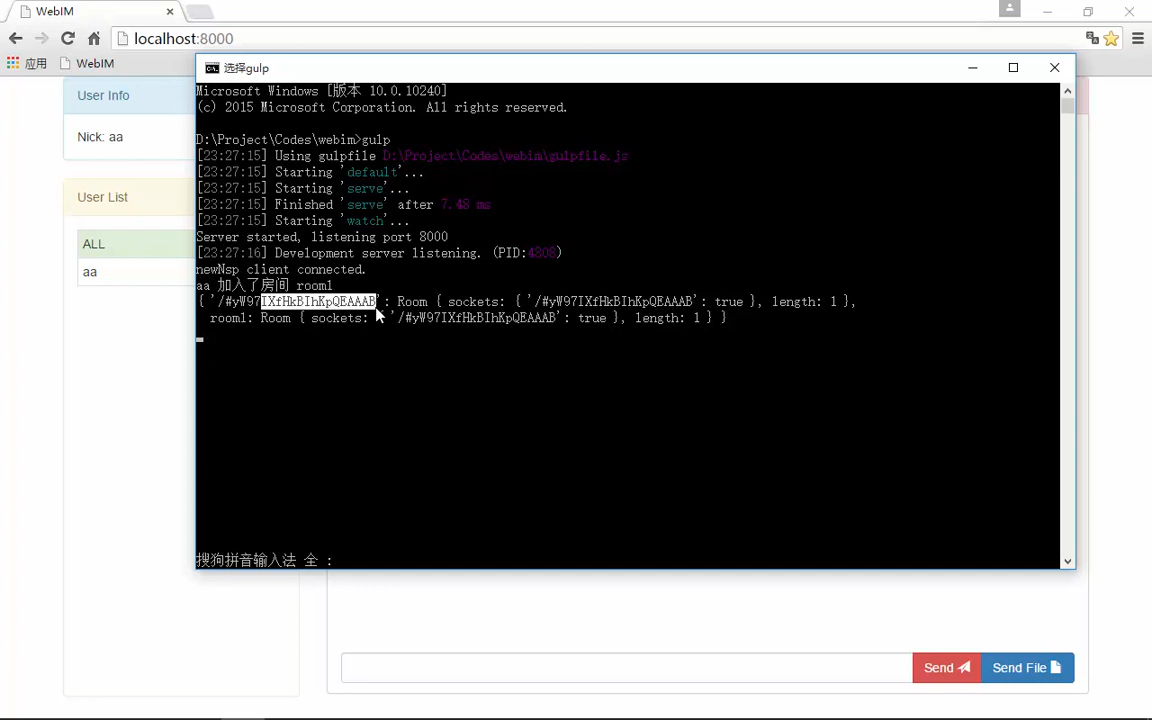 WebIM
localhost:8000
应用
WebIM
User Info
Nick: aa
User List
ALL
aa
选择gulp
Microsoft Windows [版本 10.0.10240]
(c) 2015 Microsoft Corporation. All rights reserved.
D:\Project\Codes\webim>gulp
[23:27:15] Using gulpfile D:\Project\Codes\webim\gulpfile.js
[23:27:15] Starting 'default'...
[23:27:15] Starting 'serve'...
[23:27:15] Finished 'serve' after 7.48 ms
[23:27:15] Starting 'watch'...
Server started, listening port 8000
[23:27:16] Development server listening. (PID:4808)
newNsp client connected.
aa 加入了房间 room1
{ '/#yW97IXfHkBIhKpQEAAAB': Room { sockets: { '/#yW97IXfHkBIhKpQEAAAB': true }, length: 1 },
room1: Room { sockets: { '/#yW97IXfHkBIhKpQEAAAB': true }, length: 1 } }
搜狗拼音输入法 全 :
Send
Send File